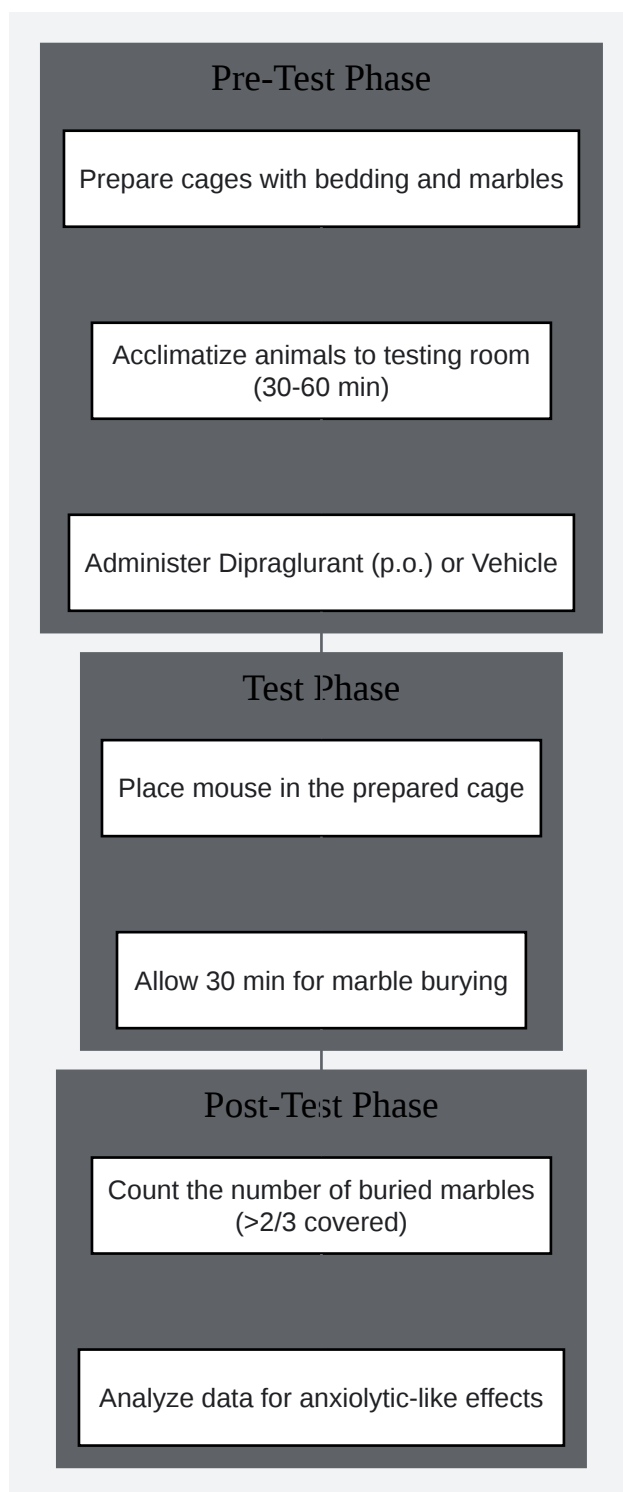 Pre-Test Phase
Prepare cages with bedding and marbles
Acclimatize animals to testing room
(30-60 min)
Administer Dipraglurant (p.o.) or Vehicle
Test Phase
Place mouse in the prepared cage
Allow 30 min for marble burying
Post-Test Phase
Count the number of buried marbles
(>2/3 covered)
Analyze data for anxiolytic-like effects